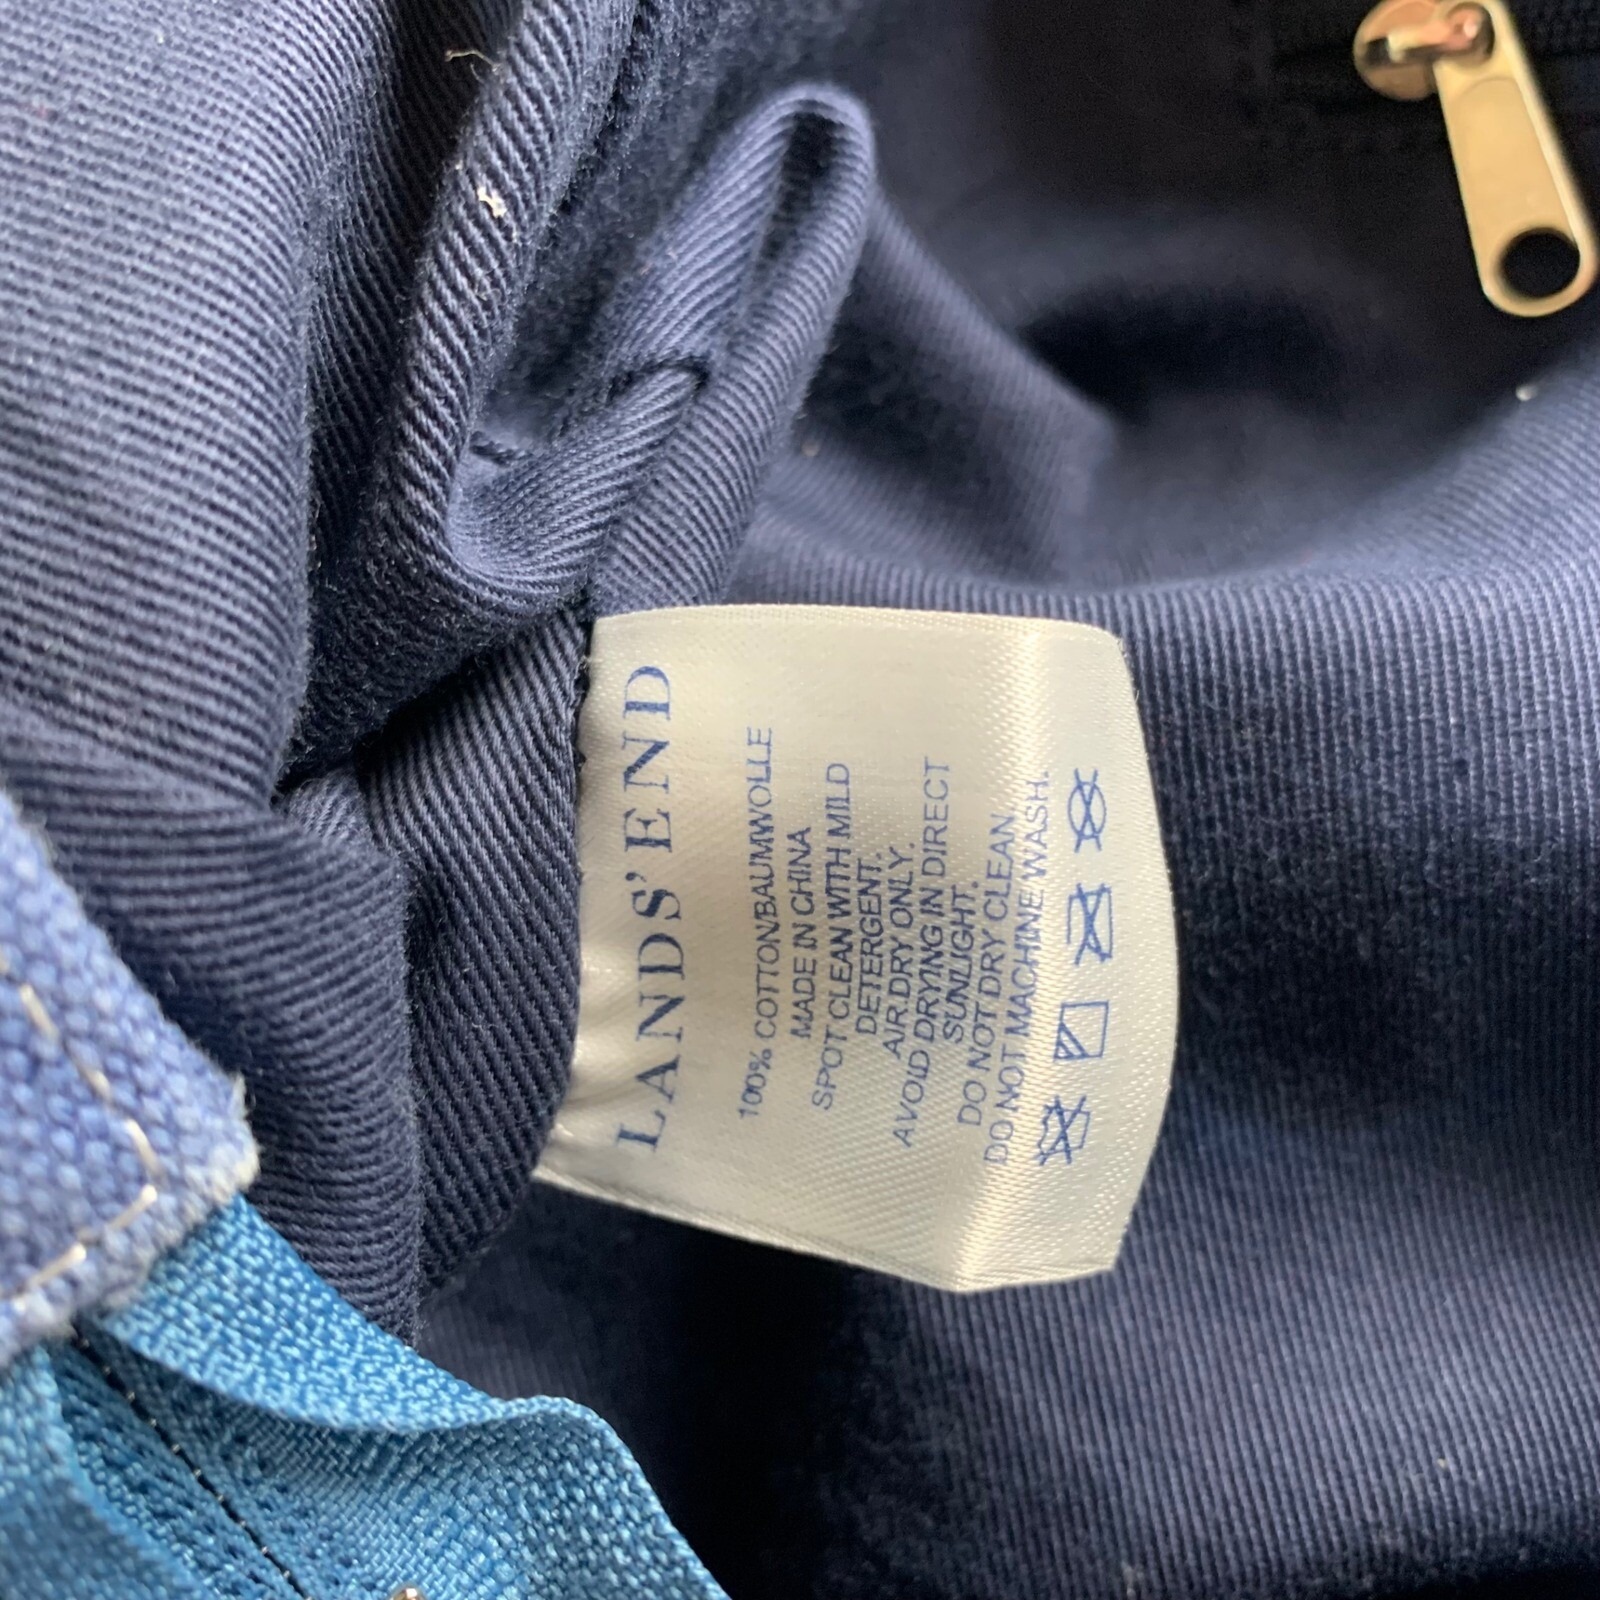 LANDS' END
100% COTTON/BAUMWOLLE
MADE IN CHINA
SPOT CLEAN WITH MILD
DETERGENT.
AIR DRY ONLY.
AVOID DRYING IN DIRECT
SUNLIGHT.
DO NOT DRY CLEAN.
DO NOT MACHINE WASH.